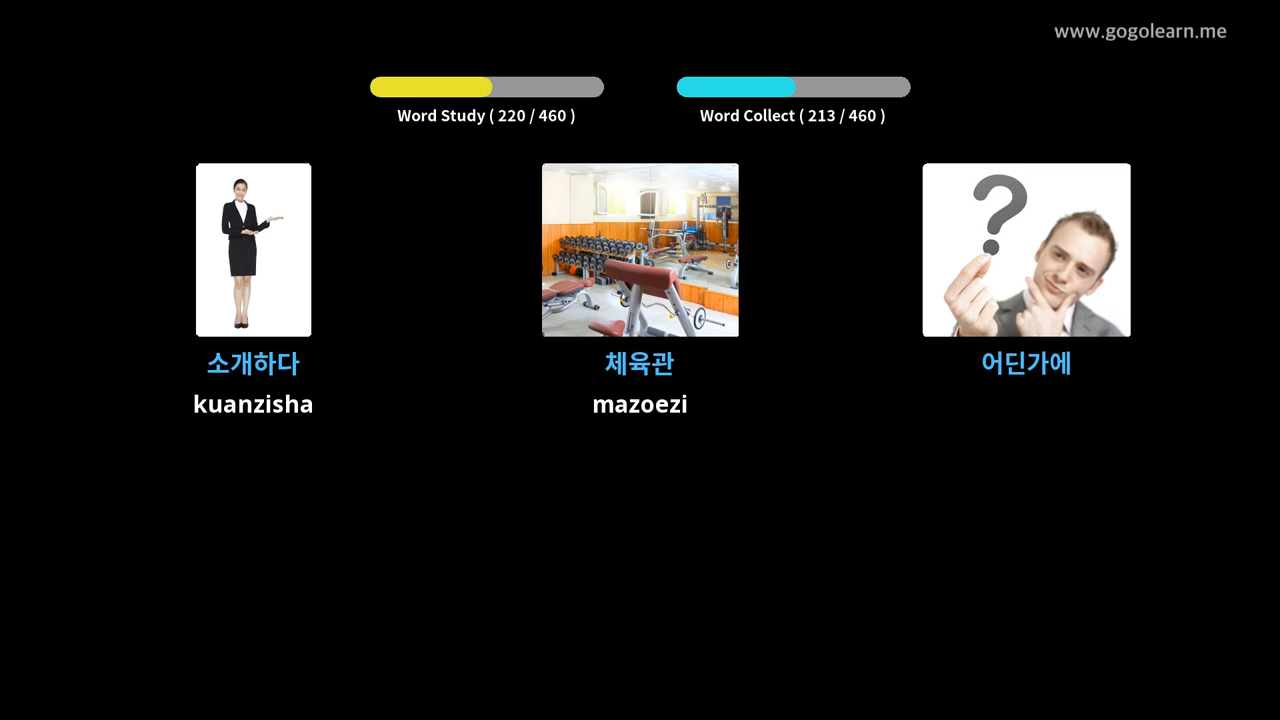 www.gogolearn.me
Word Study ( 220 / 460 )
Word Collect ( 213 / 460 )
소개하다
체육관
어딘가에
kuanzisha
mazoezi